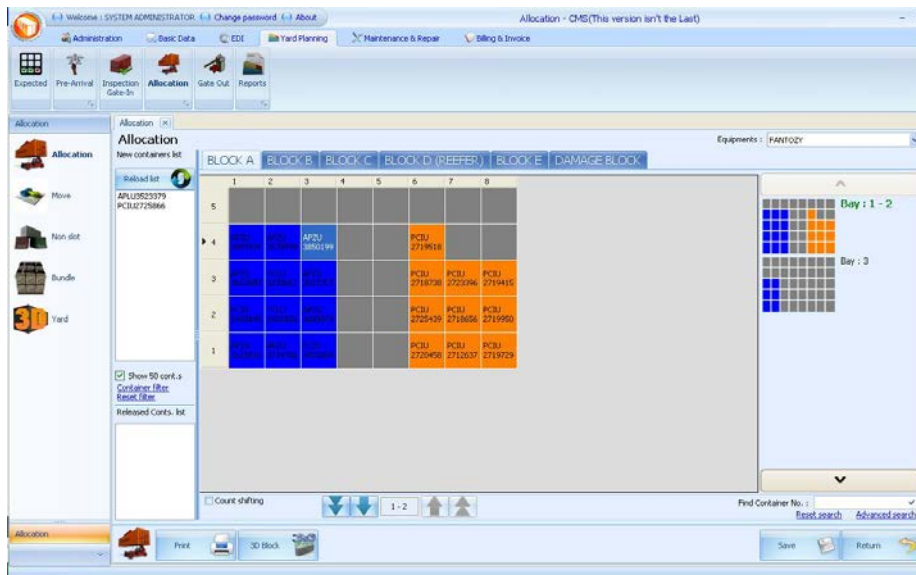 Welcome : SYSTEM ADMINISTRATOR Change password About
Allocation - CMS(This version isn't the Last)
Administration Basic Data EDI Yard Planning Maintenance & Repair Billing & Invoice
Expected Pre-Arrival Inspection Gate-In Allocation Gate Out Reports
Allocation
Allocation
Move
Non slot
Bundle
3D Yard
Allocation
Allocation
Allocation
New containers list
Reload list
APLU3523379
PCIU2725866
Show 50 cont.s
Container filter
Reset filter
Released Conts. list
Equipments : FANTOZY
BLOCK A BLOCK B BLOCK C BLOCK D (REEFER) BLOCK E DAMAGE BLOCK
1 2 3 4 5 6 7 8
5
4 APZU 3850199 PCIU 2719518
3 PCIU 2718738 PCIU 2723396 PCIU 2719415
2 PCIU 2725439 PCIU 2718656 PCIU 2719950
1 PCIU 2720458 PCIU 2712637 PCIU 2719729
Bay : 1 - 2
Bay : 3
Count shifting
1 - 2
Find Container No. :
Reset search Advanced search
Print 3D Block Save Return